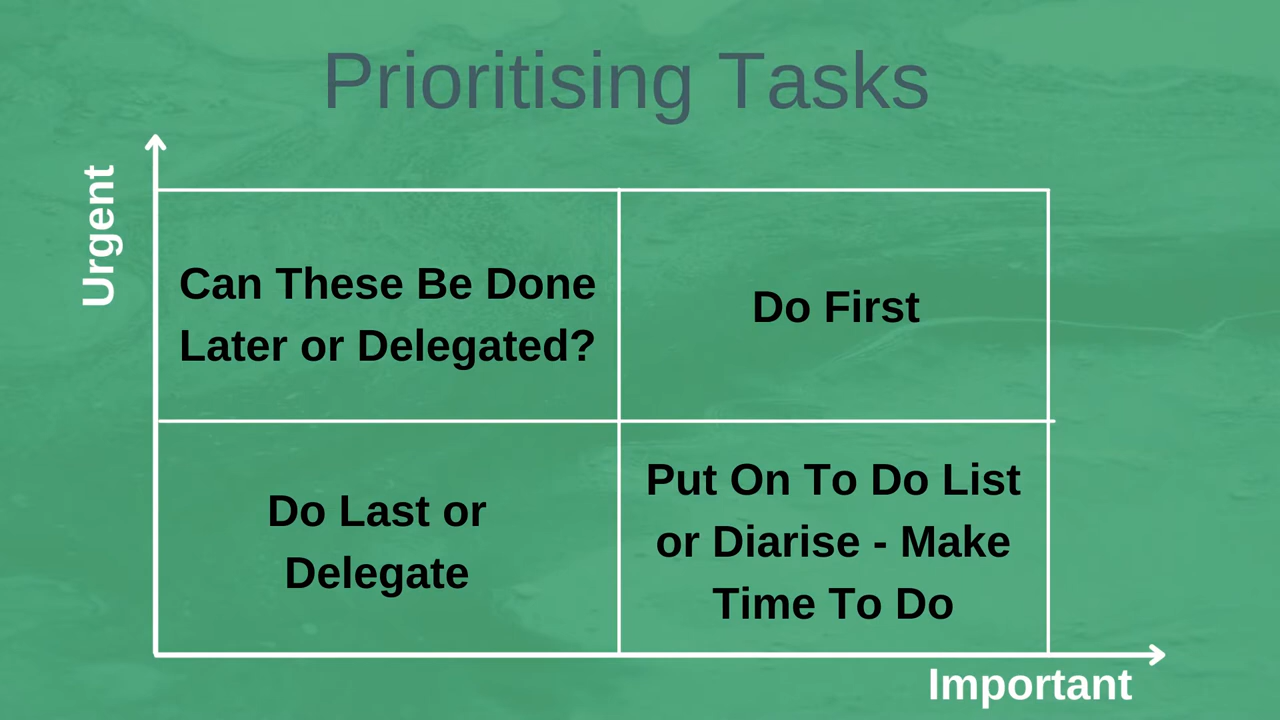 Prioritising Tasks
Urgent
Can These Be Done
Later or Delegated?
Do First
Do Last or
Delegate
Put On To Do List
or Diarise - Make
Time To Do
Important